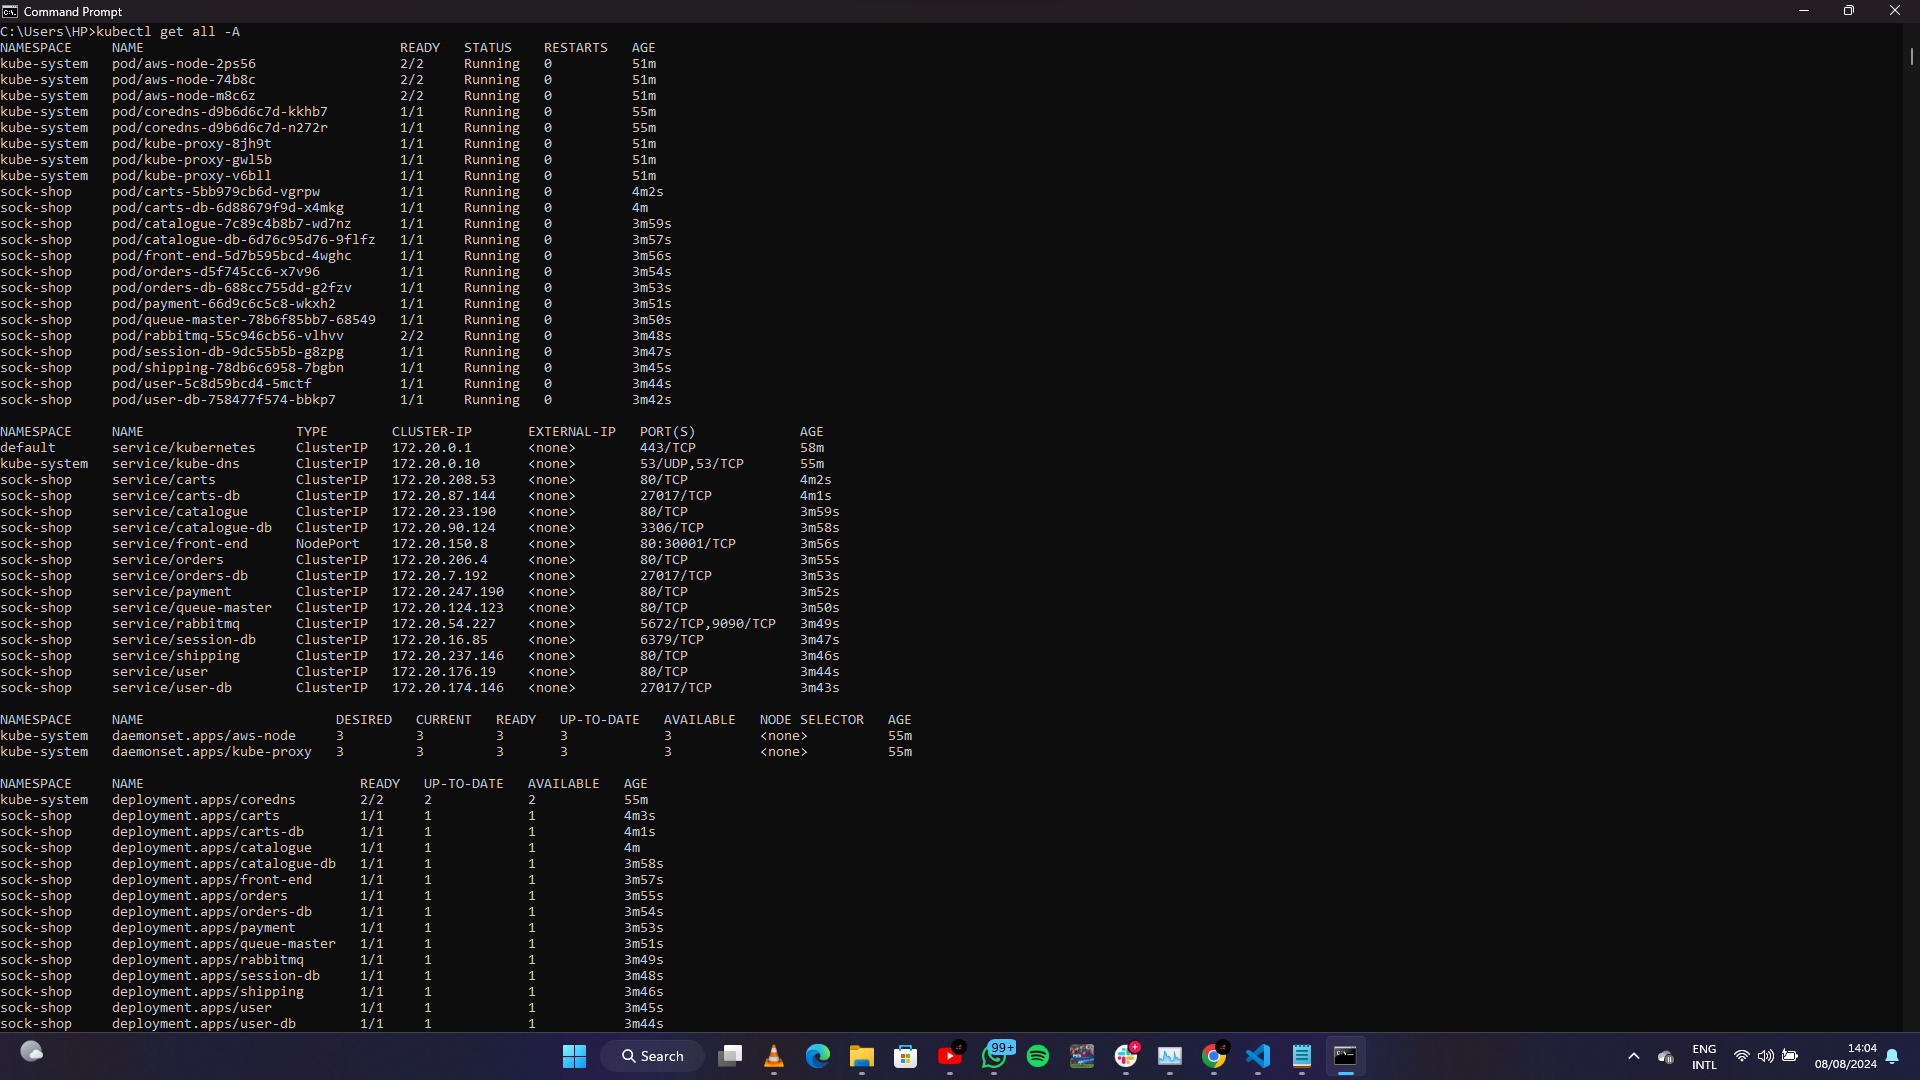 Command Prompt
C:\Users\HP>kubectl get all -A
NAMESPACE     NAME                                READY   STATUS    RESTARTS   AGE
kube-system   pod/aws-node-2ps56                  2/2     Running   0          51m
kube-system   pod/aws-node-74b8c                  2/2     Running   0          51m
kube-system   pod/aws-node-m8c6z                  2/2     Running   0          51m
kube-system   pod/coredns-d9b6d6c7d-kkhb7         1/1     Running   0          55m
kube-system   pod/coredns-d9b6d6c7d-n272r         1/1     Running   0          55m
kube-system   pod/kube-proxy-8jh9t                1/1     Running   0          51m
kube-system   pod/kube-proxy-gwl5b                1/1     Running   0          51m
kube-system   pod/kube-proxy-v6bll                1/1     Running   0          51m
sock-shop     pod/carts-5bb979cb6d-vgrpw          1/1     Running   0          4m2s
sock-shop     pod/carts-db-6d88679f9d-x4mkg       1/1     Running   0          4m
sock-shop     pod/catalogue-7c89c4b8b7-wd7nz      1/1     Running   0          3m59s
sock-shop     pod/catalogue-db-6d76c95d76-9flfz   1/1     Running   0          3m57s
sock-shop     pod/front-end-5d7b595bcd-4wghc      1/1     Running   0          3m56s
sock-shop     pod/orders-d5f745cc6-x7v96          1/1     Running   0          3m54s
sock-shop     pod/orders-db-688cc755dd-g2fzv      1/1     Running   0          3m53s
sock-shop     pod/payment-66d9c6c5c8-wkxh2        1/1     Running   0          3m51s
sock-shop     pod/queue-master-78b6f85bb7-68549   1/1     Running   0          3m50s
sock-shop     pod/rabbitmq-55c946cb56-vlhvv       2/2     Running   0          3m48s
sock-shop     pod/session-db-9dc55b5b-g8zpg       1/1     Running   0          3m47s
sock-shop     pod/shipping-78db6c6958-7bgbn       1/1     Running   0          3m45s
sock-shop     pod/user-5c8d59bcd4-5mctf           1/1     Running   0          3m44s
sock-shop     pod/user-db-758477f574-bbkp7        1/1     Running   0          3m42s
NAMESPACE     NAME                   TYPE        CLUSTER-IP       EXTERNAL-IP   PORT(S)             AGE
default       service/kubernetes     ClusterIP   172.20.0.1       <none>        443/TCP             58m
kube-system   service/kube-dns       ClusterIP   172.20.0.10      <none>        53/UDP,53/TCP       55m
sock-shop     service/carts          ClusterIP   172.20.208.53    <none>        80/TCP              4m2s
sock-shop     service/carts-db       ClusterIP   172.20.87.144    <none>        27017/TCP           4m1s
sock-shop     service/catalogue      ClusterIP   172.20.23.190    <none>        80/TCP              3m59s
sock-shop     service/catalogue-db   ClusterIP   172.20.90.124    <none>        3306/TCP            3m58s
sock-shop     service/front-end      NodePort    172.20.150.8     <none>        80:30001/TCP        3m56s
sock-shop     service/orders         ClusterIP   172.20.206.4     <none>        80/TCP              3m55s
sock-shop     service/orders-db      ClusterIP   172.20.7.192     <none>        27017/TCP           3m53s
sock-shop     service/payment        ClusterIP   172.20.247.190   <none>        80/TCP              3m52s
sock-shop     service/queue-master   ClusterIP   172.20.124.123   <none>        80/TCP              3m50s
sock-shop     service/rabbitmq       ClusterIP   172.20.54.227    <none>        5672/TCP,9090/TCP   3m49s
sock-shop     service/session-db     ClusterIP   172.20.16.85     <none>        6379/TCP            3m47s
sock-shop     service/shipping       ClusterIP   172.20.237.146   <none>        80/TCP              3m46s
sock-shop     service/user           ClusterIP   172.20.176.19    <none>        80/TCP              3m44s
sock-shop     service/user-db        ClusterIP   172.20.174.146   <none>        27017/TCP           3m43s
NAMESPACE     NAME                        DESIRED   CURRENT   READY   UP-TO-DATE   AVAILABLE   NODE SELECTOR   AGE
kube-system   daemonset.apps/aws-node     3         3         3       3            3           <none>          55m
kube-system   daemonset.apps/kube-proxy   3         3         3       3            3           <none>          55m
NAMESPACE     NAME                           READY   UP-TO-DATE   AVAILABLE   AGE
kube-system   deployment.apps/coredns        2/2     2            2           55m
sock-shop     deployment.apps/carts          1/1     1            1           4m3s
sock-shop     deployment.apps/carts-db       1/1     1            1           4m1s
sock-shop     deployment.apps/catalogue      1/1     1            1           4m
sock-shop     deployment.apps/catalogue-db   1/1     1            1           3m58s
sock-shop     deployment.apps/front-end      1/1     1            1           3m57s
sock-shop     deployment.apps/orders         1/1     1            1           3m55s
sock-shop     deployment.apps/orders-db      1/1     1            1           3m54s
sock-shop     deployment.apps/payment        1/1     1            1           3m53s
sock-shop     deployment.apps/queue-master   1/1     1            1           3m51s
sock-shop     deployment.apps/rabbitmq       1/1     1            1           3m49s
sock-shop     deployment.apps/session-db     1/1     1            1           3m48s
sock-shop     deployment.apps/shipping       1/1     1            1           3m46s
sock-shop     deployment.apps/user           1/1     1            1           3m45s
sock-shop     deployment.apps/user-db        1/1     1            1           3m44s
Search
99+
ENG
INTL
14:04
08/08/2024